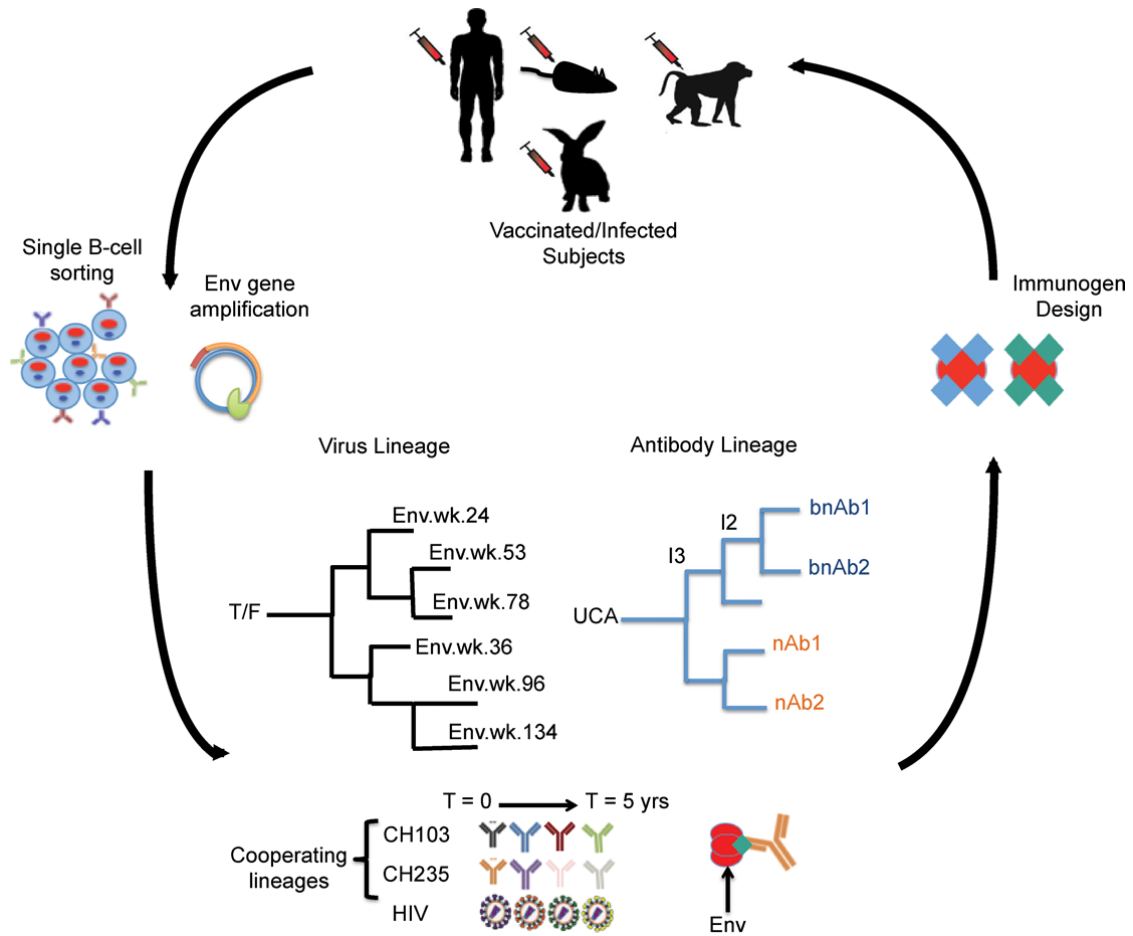 Vaccinated/Infected
Subjects
Single B-cell
sorting
Env gene
amplification
Immunogen
Design
Virus Lineage
Antibody Lineage
T/F
Env.wk.24
Env.wk.53
Env.wk.78
Env.wk.36
Env.wk.96
Env.wk.134
UCA
I3
I2
bnAb1
bnAb2
nAb1
nAb2
T = 0
T = 5 yrs
Cooperating
lineages
CH103
CH235
HIV
Env